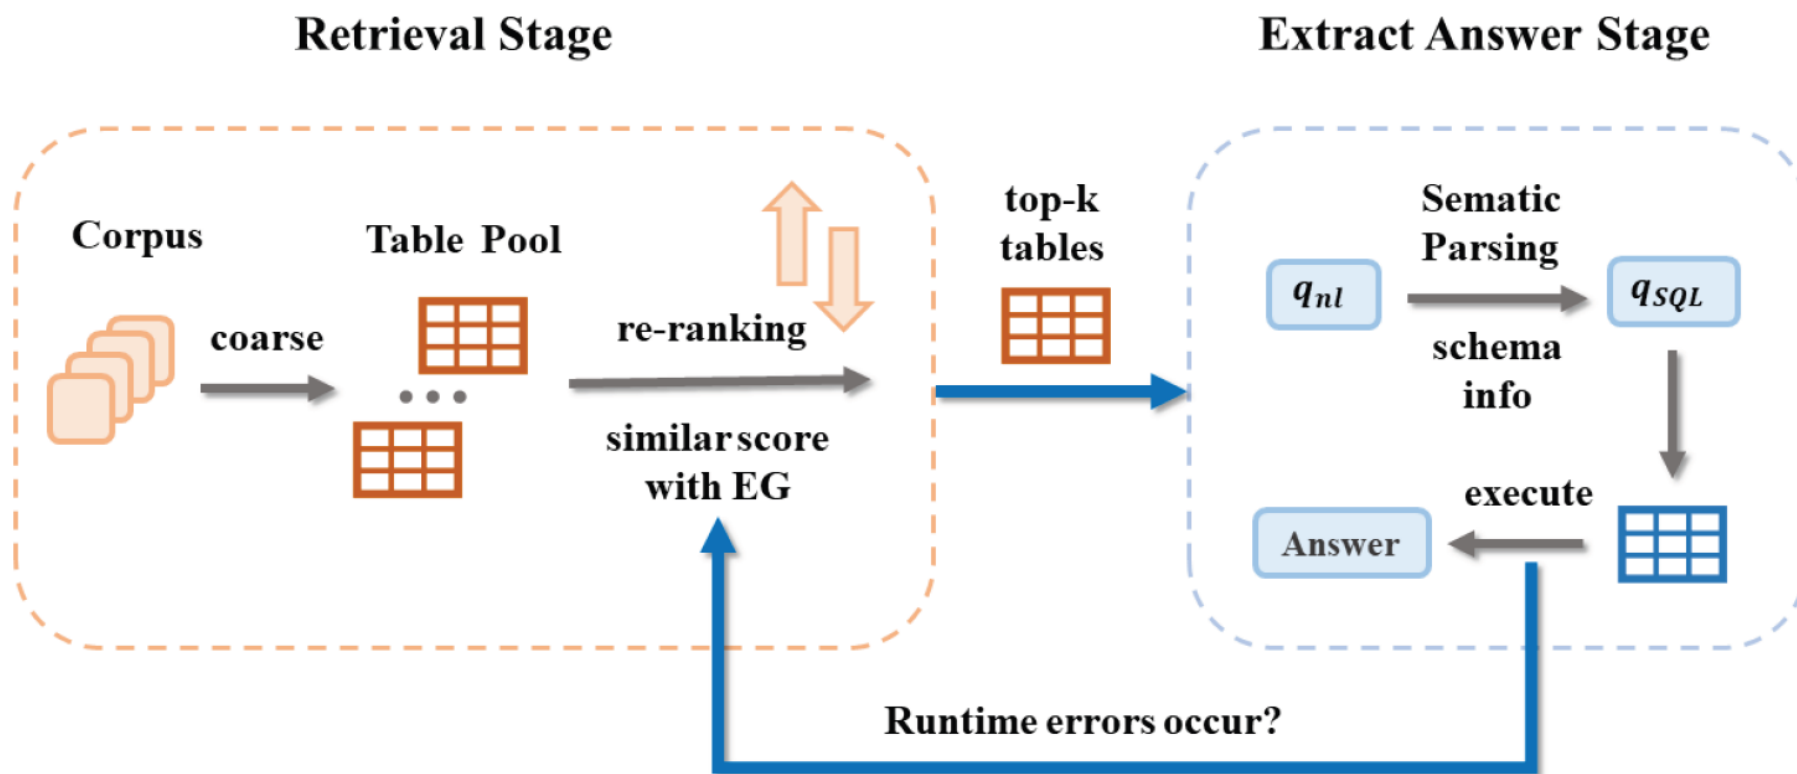 Retrieval Stage
Extract Answer Stage
Corpus
coarse
Table Pool
re-ranking
similar score
with EG
top-k
tables
Sematic
Parsing
q_nl
q_SQL
schema
info
execute
Answer
Runtime errors occur?